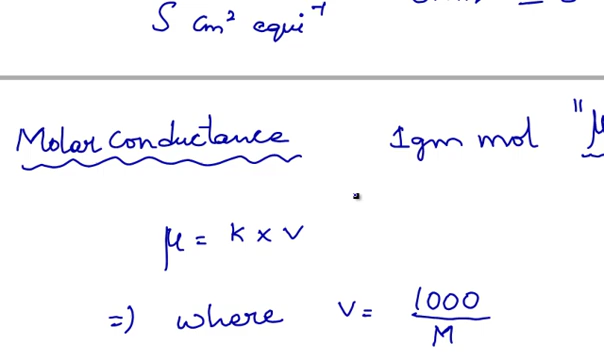 S cm² equi⁻¹
Molar conductance 1gm mol "μ
μ = k x v
=) where v = 1000/M